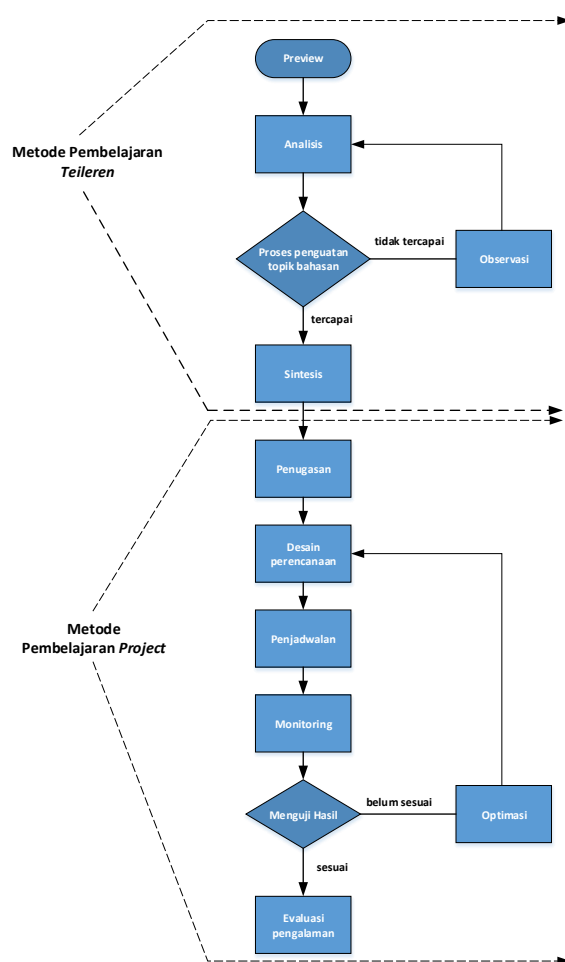 Preview
Analisis
Metode Pembelajaran
Teileren
Proses penguatan
topik bahasan
tidak tercapai
Observasi
tercapai
Sintesis
Penugasan
Desain
perencanaan
Metode
Pembelajaran Project
Penjadwalan
Monitoring
Menguji Hasil
belum sesuai
Optimasi
sesuai
Evaluasi
pengalaman